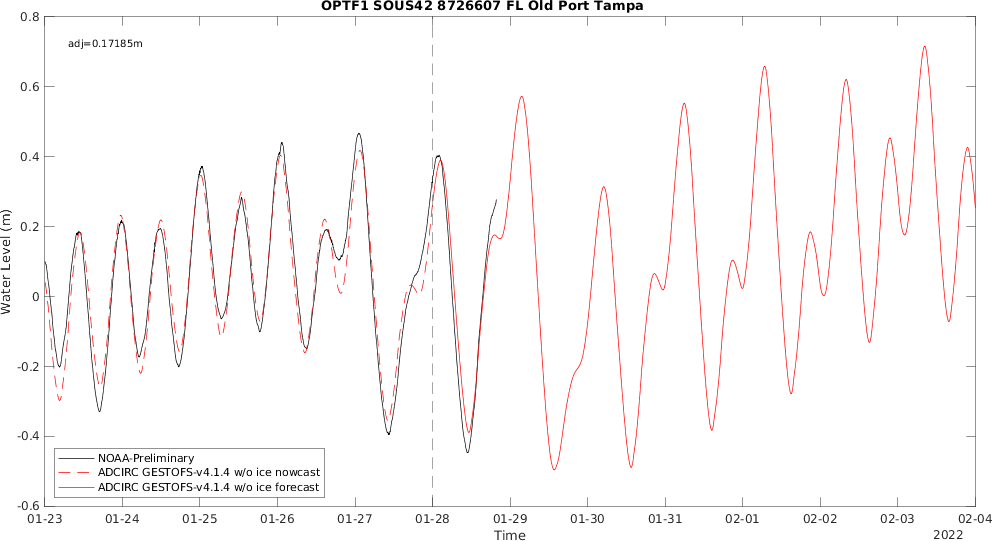 OPTF1 SOUS42 8726607 FL Old Port Tampa
adj=0.17185m
0.8
0.6
0.4
0.2
0
-0.2
-0.4
-0.6
Water Level (m)
NOAA-Preliminary
ADCIRC GESTOFS-v4.1.4 w/o ice nowcast
ADCIRC GESTOFS-v4.1.4 w/o ice forecast
01-23 01-24 01-25 01-26 01-27 01-28 01-29 01-30 01-31 02-01 02-02 02-03 02-04
Time
2022